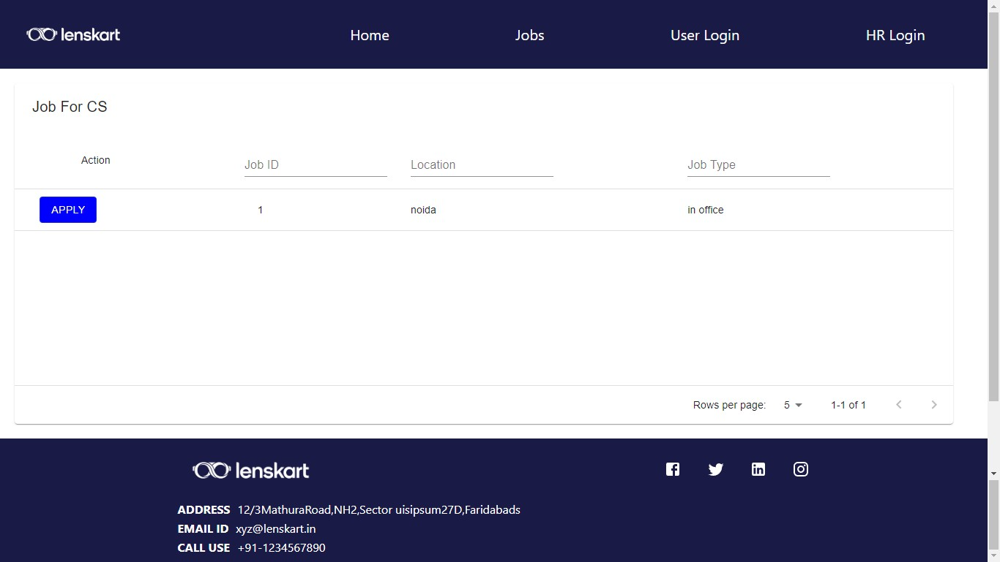 lenskart Home Jobs User Login HR Login
Job For CS
Action Job ID Location Job Type
APPLY 1 noida in office
Rows per page: 5 1-1 of 1
lenskart
ADDRESS 12/3MathuraRoad,NH2,Sector uisipsum27D,Faridabads
EMAIL ID xyz@lenskart.in
CALL USE +91-1234567890